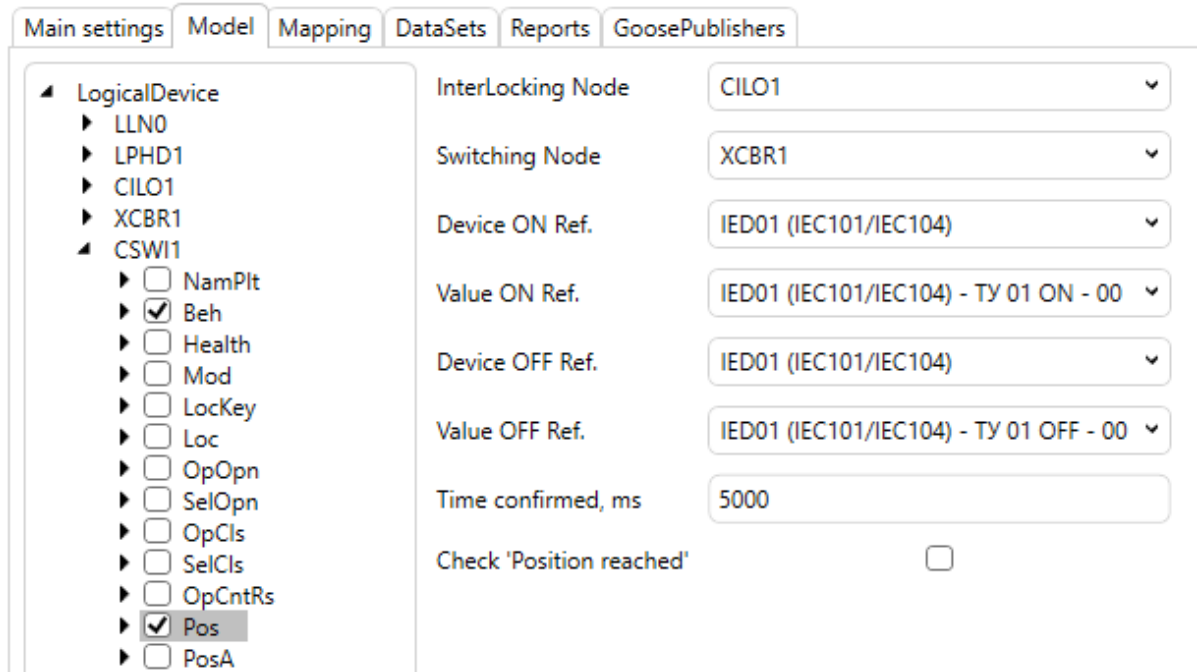 Main settings Model Mapping DataSets Reports GoosePublishers
LogicalDevice
LLN0
LPHD1
CILO1
XCBR1
CSWI1
NamPlt
Beh
Health
Mod
LocKey
Loc
OpOpn
SelOpn
OpCls
SelCls
OpCntRs
Pos
PosA
InterLocking Node CILO1
Switching Node XCBR1
Device ON Ref. IED01 (IEC101/IEC104)
Value ON Ref. IED01 (IEC101/IEC104) - ТУ 01 ON - 00
Device OFF Ref. IED01 (IEC101/IEC104)
Value OFF Ref. IED01 (IEC101/IEC104) - ТУ 01 OFF - 00
Time confirmed, ms 5000
Check 'Position reached'